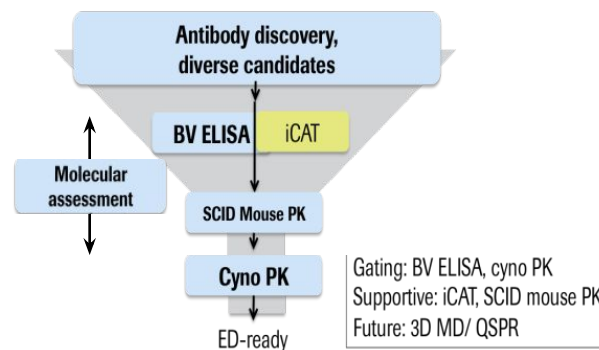 Antibody discovery,
diverse candidates
BV ELISA
iCAT
Molecular
assessment
SCID Mouse PK
Cyno PK
ED-ready
Gating: BV ELISA, cyno PK
Supportive: iCAT, SCID mouse PK
Future: 3D MD/ QSPR